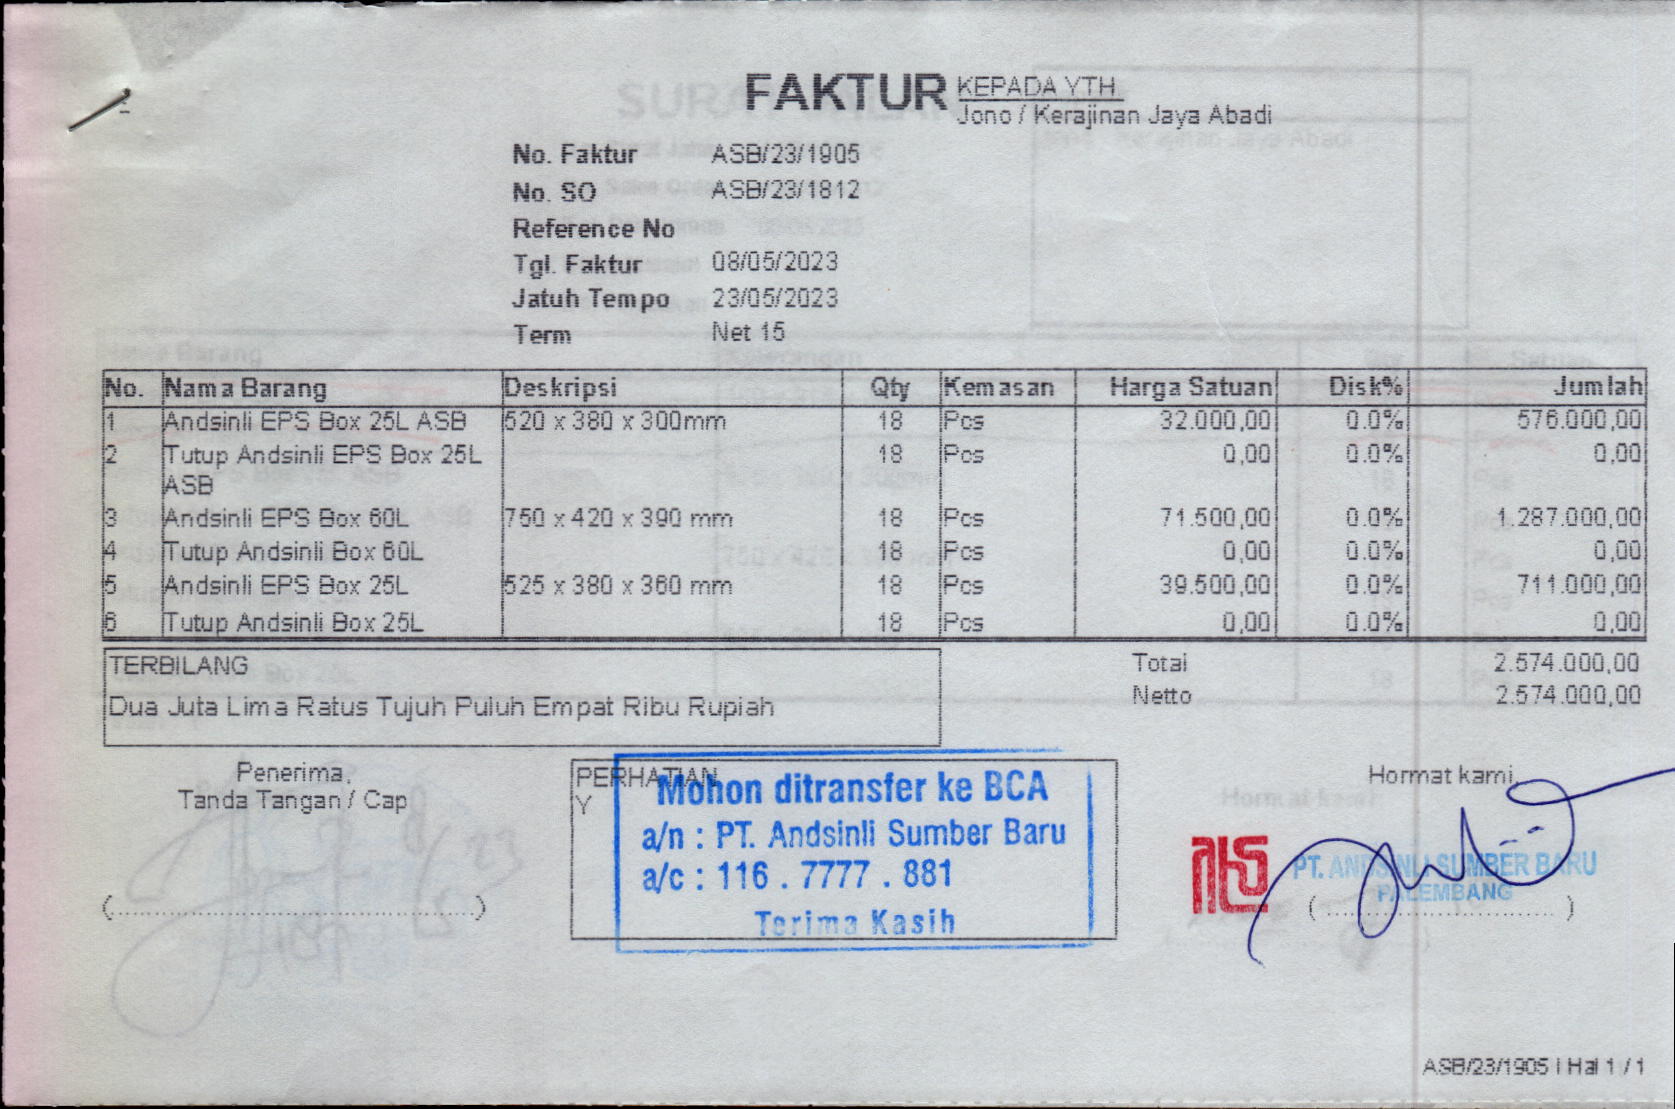 FAKTUR
KEPADA YTH.
Jono / Kerajinan Jaya Abadi
No. Faktur ASB/23/1905
No. SO ASB/23/1812
Reference No
Tgl. Faktur 08/05/2023
Jatuh Tempo 23/05/2023
Term Net 15
No. Nama Barang Deskripsi Qty Kemasan Harga Satuan Disk% Jumlah
1 Andsinli EPS Box 25L ASB 520 x 380 x 300mm 18 Pcs 32.000,00 0.0% 576.000,00
2 Tutup Andsinli EPS Box 25L 18 Pcs 0,00 0.0% 0,00
ASB
3 Andsinli EPS Box 60L 750 x 420 x 390 mm 18 Pcs 71.500,00 0.0% 1.287.000,00
4 Tutup Andsinli Box 60L 18 Pcs 0,00 0.0% 0,00
5 Andsinli EPS Box 25L 525 x 380 x 360 mm 18 Pcs 39.500,00 0.0% 711.000,00
6 Tutup Andsinli Box 25L 18 Pcs 0,00 0.0% 0,00
TERBILANG
Dua Juta Lima Ratus Tujuh Puluh Empat Ribu Rupiah
Total 2.574.000,00
Netto 2.574.000,00
Penerima,
Tanda Tangan / Cap
(................................................)
PERHATIAN
Y
Mohon ditransfer ke BCA
a/n : PT. Andsinli Sumber Baru
a/c : 116 . 7777 . 881
Terima Kasih
Hormat kami,
PT. ANDSINLI SUMBER BARU
PALEMBANG
( ................................ )
ASB/23/1905 | Hal 1 / 1